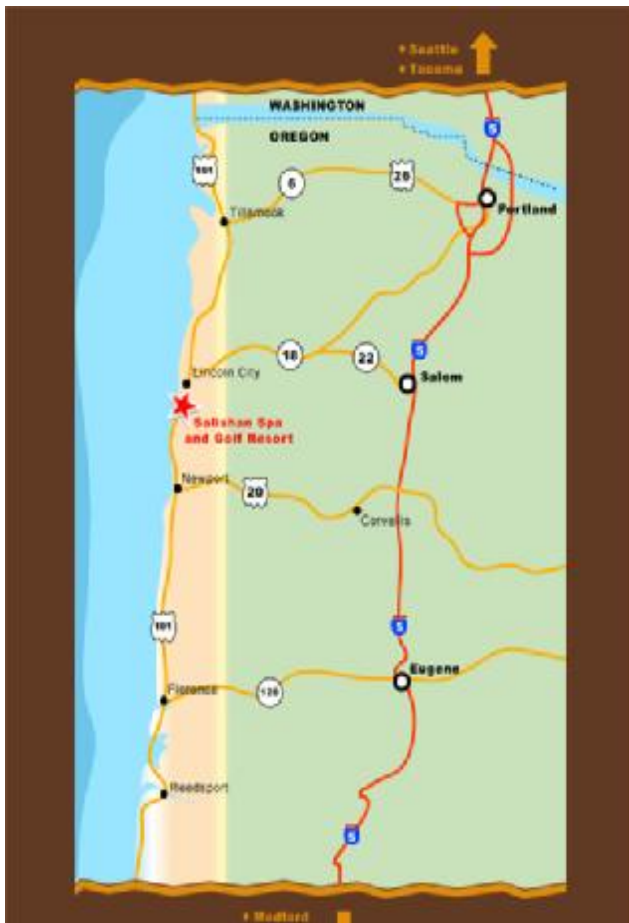 Seattle
Tacoma
WASHINGTON
5
OREGON
101
6
26
Tillamook
Portland
18
22
5
Lincoln City
Salem
Salishan Spa
and Golf Resort
Newport
20
Corvallis
101
5
Eugene
Florence
126
Reedsport
5
Medford